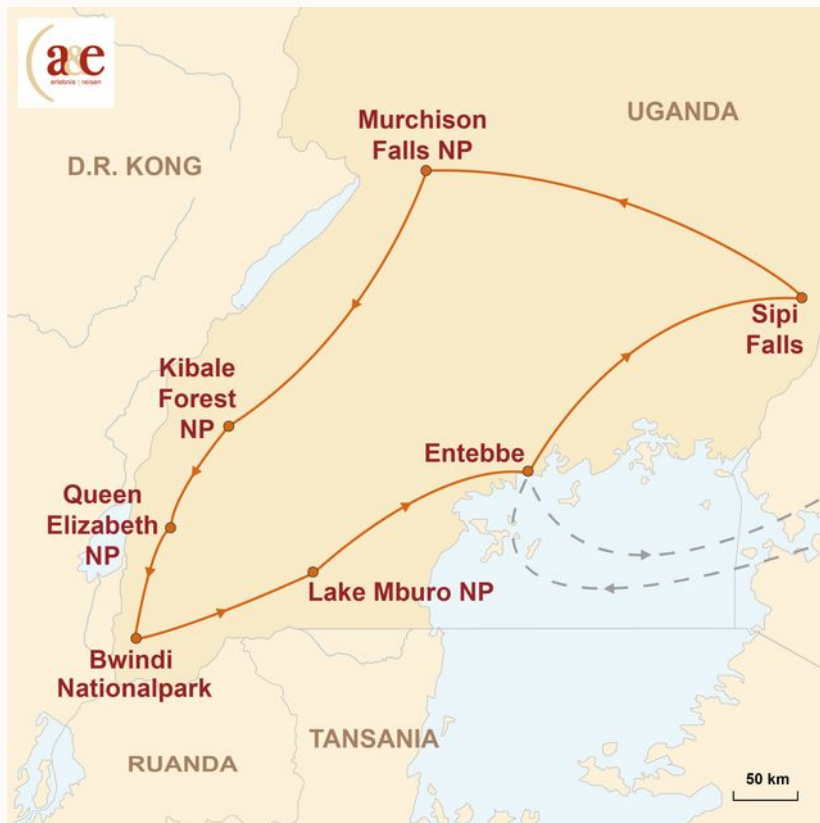 a&e
erlebnis : reisen
UGANDA
Murchison
Falls NP
D.R. KONG
Sipi
Falls
Kibale
Forest
NP
Entebbe
Queen
Elizabeth
NP
Lake Mburo NP
Bwindi
Nationalpark
TANSANIA
RUANDA
50 km